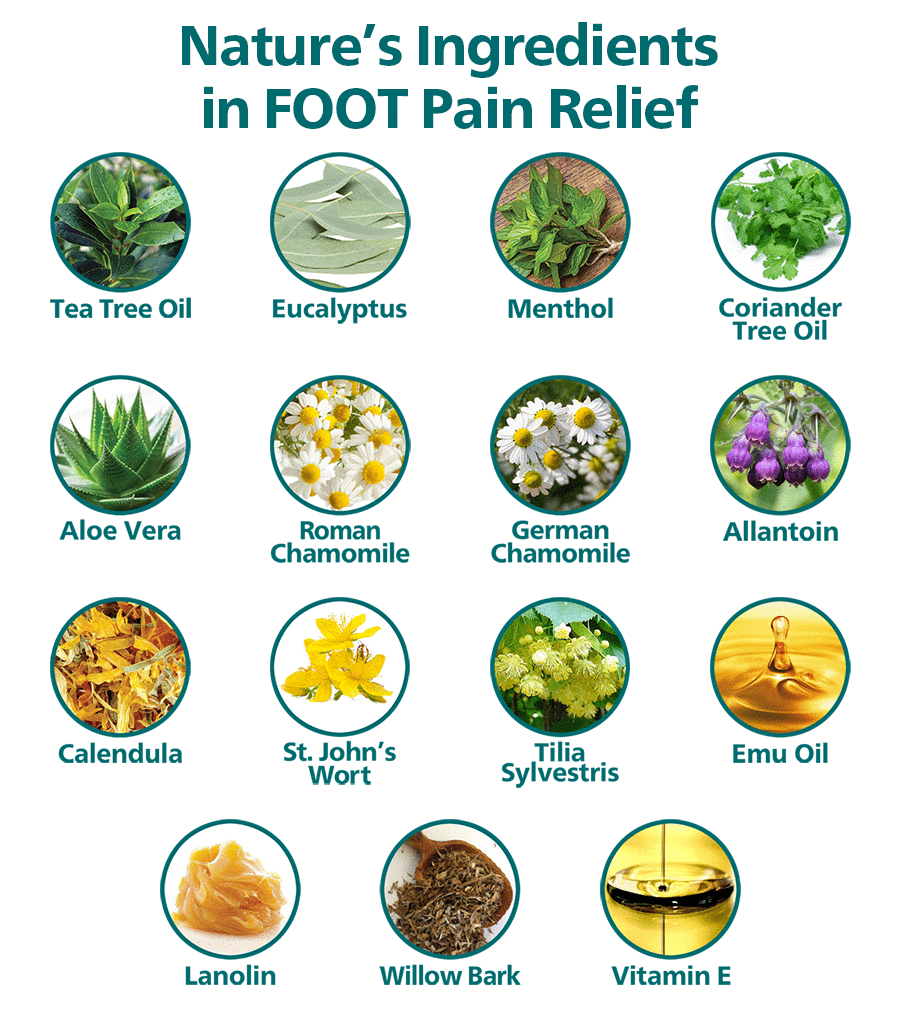 Nature's Ingredients
in FOOT Pain Relief
Tea Tree Oil
Eucalyptus
Menthol
Coriander
Tree Oil
Aloe Vera
Roman
Chamomile
German
Chamomile
Allantoin
Calendula
St. John's
Wort
Tilia
Sylvestris
Emu Oil
Lanolin
Willow Bark
Vitamin E